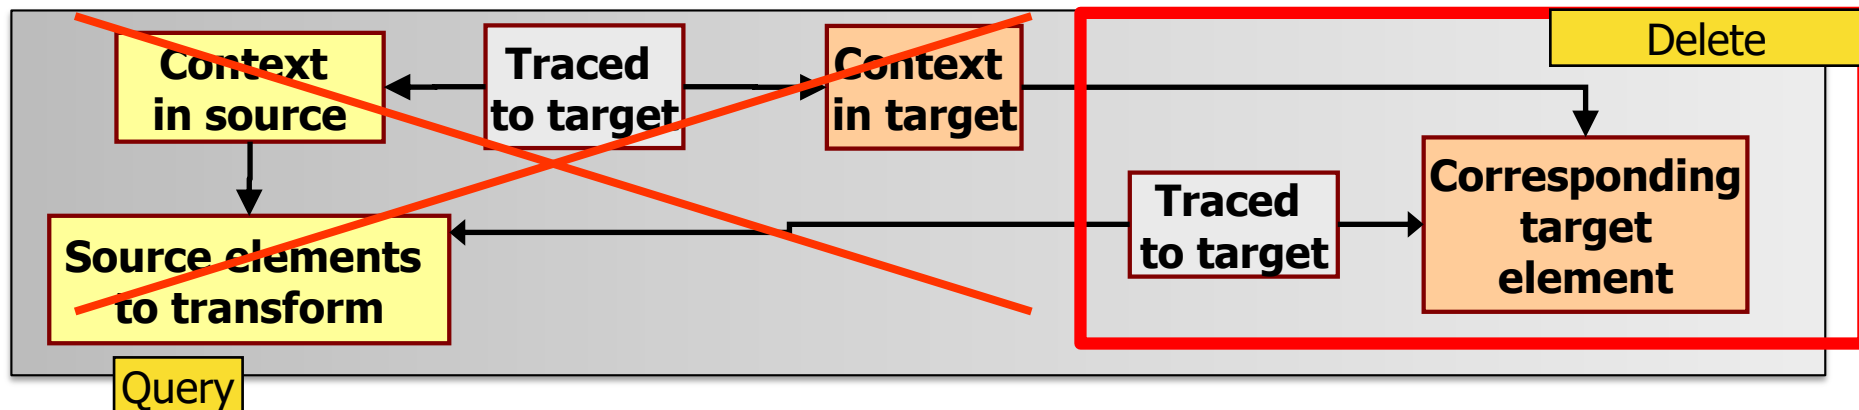 Delete
Context
in source
Traced
to target
Context
in target
Source elements
to transform
Traced
to target
Corresponding
target
element
Query